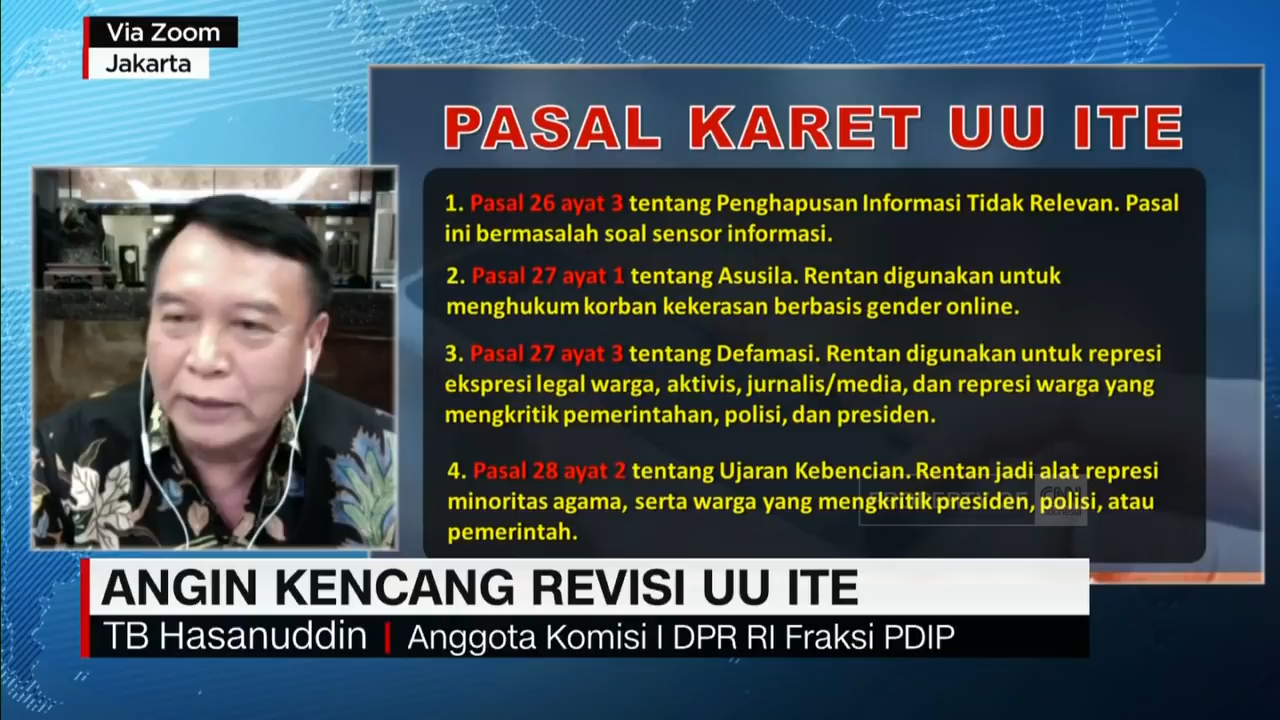 Via Zoom
Jakarta
PASAL KARET UU ITE
1. Pasal 26 ayat 3 tentang Penghapusan Informasi Tidak Relevan. Pasal
ini bermasalah soal sensor informasi.
2. Pasal 27 ayat 1 tentang Asusila. Rentan digunakan untuk
menghukum korban kekerasan berbasis gender online.
3. Pasal 27 ayat 3 tentang Defamasi. Rentan digunakan untuk represi
ekspresi legal warga, aktivis, jurnalis/media, dan represi warga yang
mengkritik pemerintahan, polisi, dan presiden.
4. Pasal 28 ayat 2 tentang Ujaran Kebencian. Rentan jadi alat represi
minoritas agama, serta warga yang mengkritik presiden, polisi, atau
pemerintah.
ANGIN KENCANG REVISI UU ITE
TB Hasanuddin | Anggota Komisi I DPR RI Fraksi PDIP